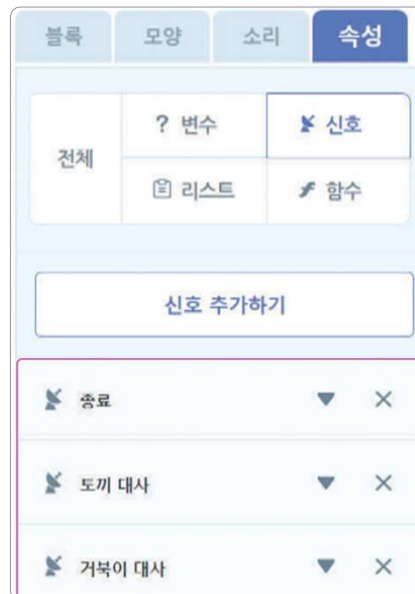 블록 모양 소리 속성
? 변수 신호
전체
리스트 함수
신호 추가하기
종료
도끼 대사
거북이 대사